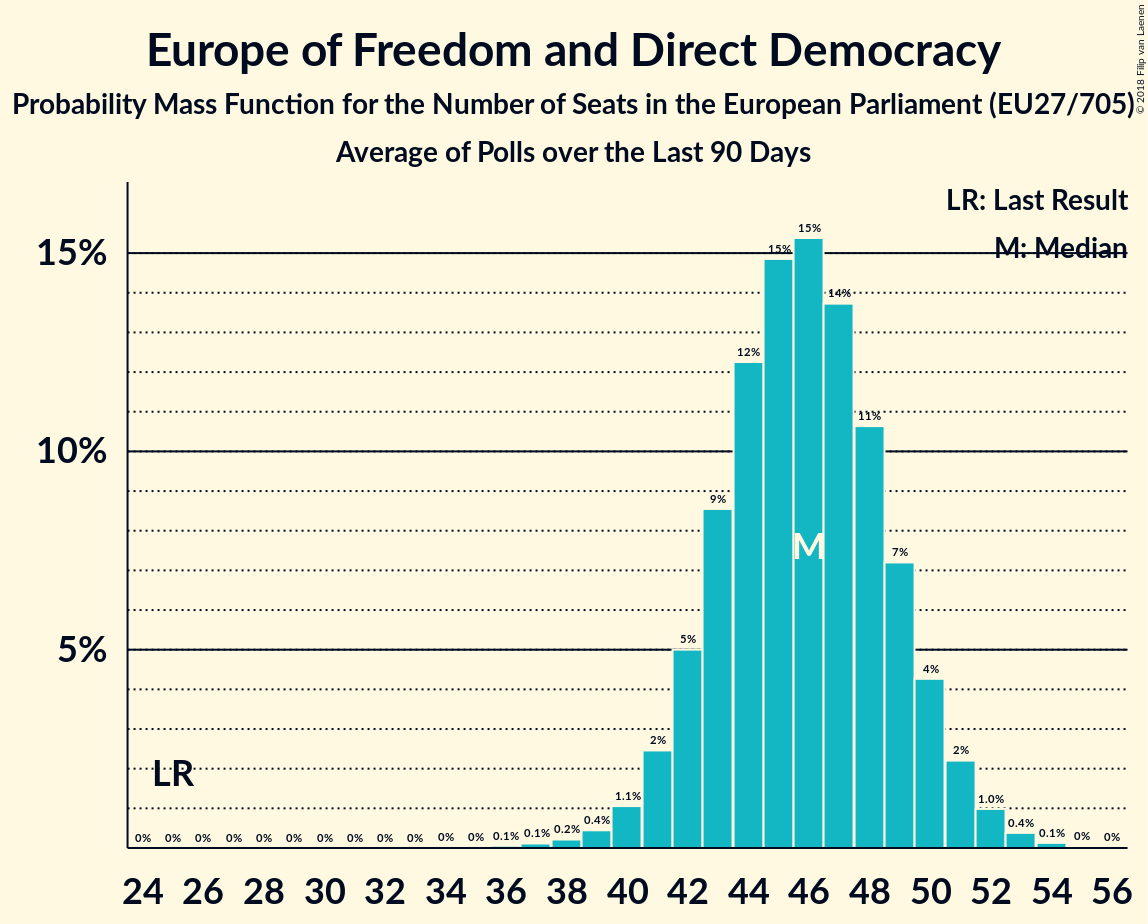 Europe of Freedom and Direct Democracy
Probability Mass Function for the Number of Seats in the European Parliament (EU27/705)
Average of Polls over the Last 90 Days
© 2018 Filip van Laenen
LR: Last Result
M: Median
15%
10%
5%
LR
M
0% 0% 0% 0% 0% 0% 0% 0% 0% 0% 0% 0% 0.1% 0.1% 0.2% 0.4% 1.1% 2% 5% 9% 12% 15% 15% 14% 11% 7% 4% 2% 1.0% 0.4% 0.1% 0% 0%
24 26 28 30 32 34 36 38 40 42 44 46 48 50 52 54 56